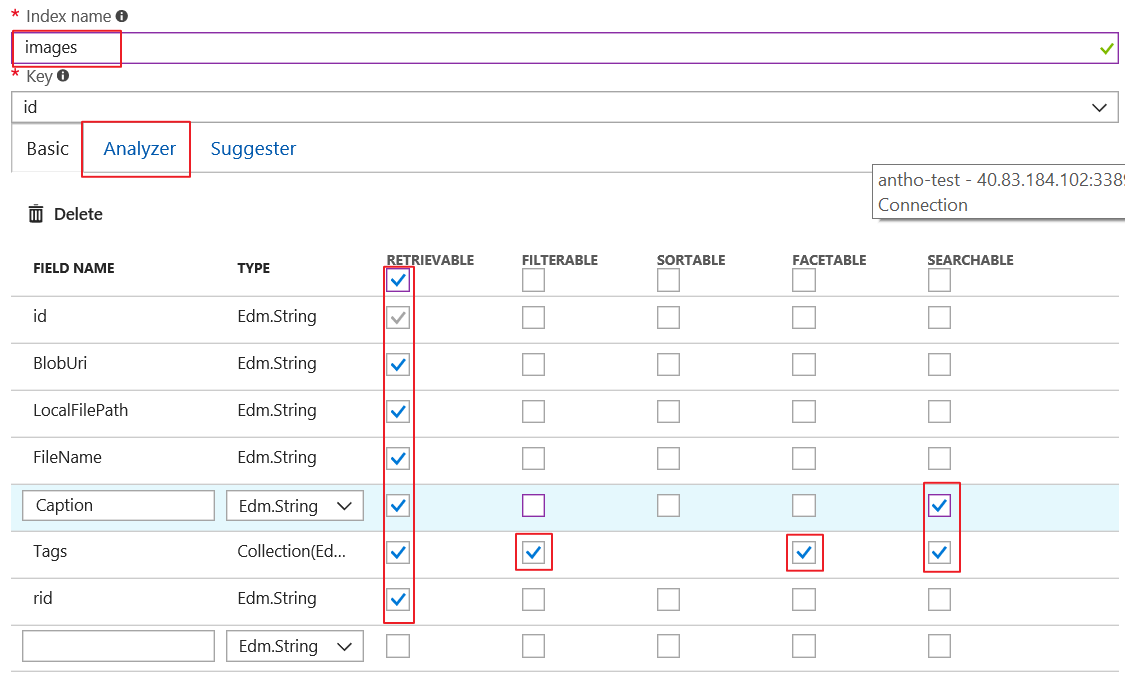 * Index name
images
* Key
id
Basic Analyzer Suggester
antho-test - 40.83.184.102:3389
Connection
Delete
FIELD NAME TYPE RETRIEVABLE FILTERABLE SORTABLE FACETABLE SEARCHABLE
id Edm.String
BlobUri Edm.String
LocalFilePath Edm.String
FileName Edm.String
Caption Edm.String
Tags Collection(Ed...
rid Edm.String
Edm.String